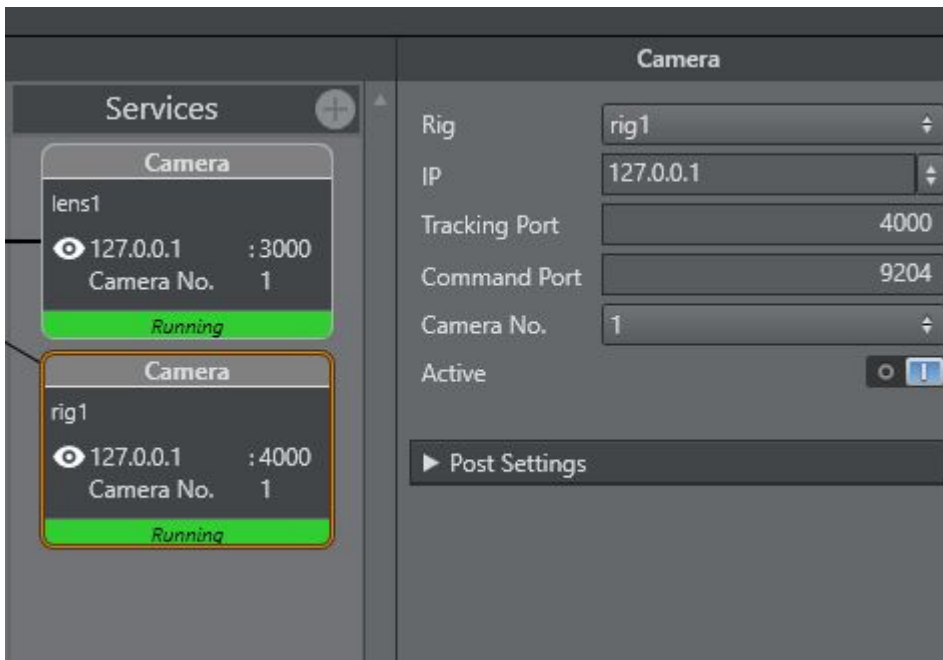 Services
Camera
lens1
127.0.0.1 :3000
Camera No. 1
Running
Camera
rig1
127.0.0.1 :4000
Camera No. 1
Running
Camera
Rig rig1
IP 127.0.0.1
Tracking Port 4000
Command Port 9204
Camera No. 1
Active
Post Settings